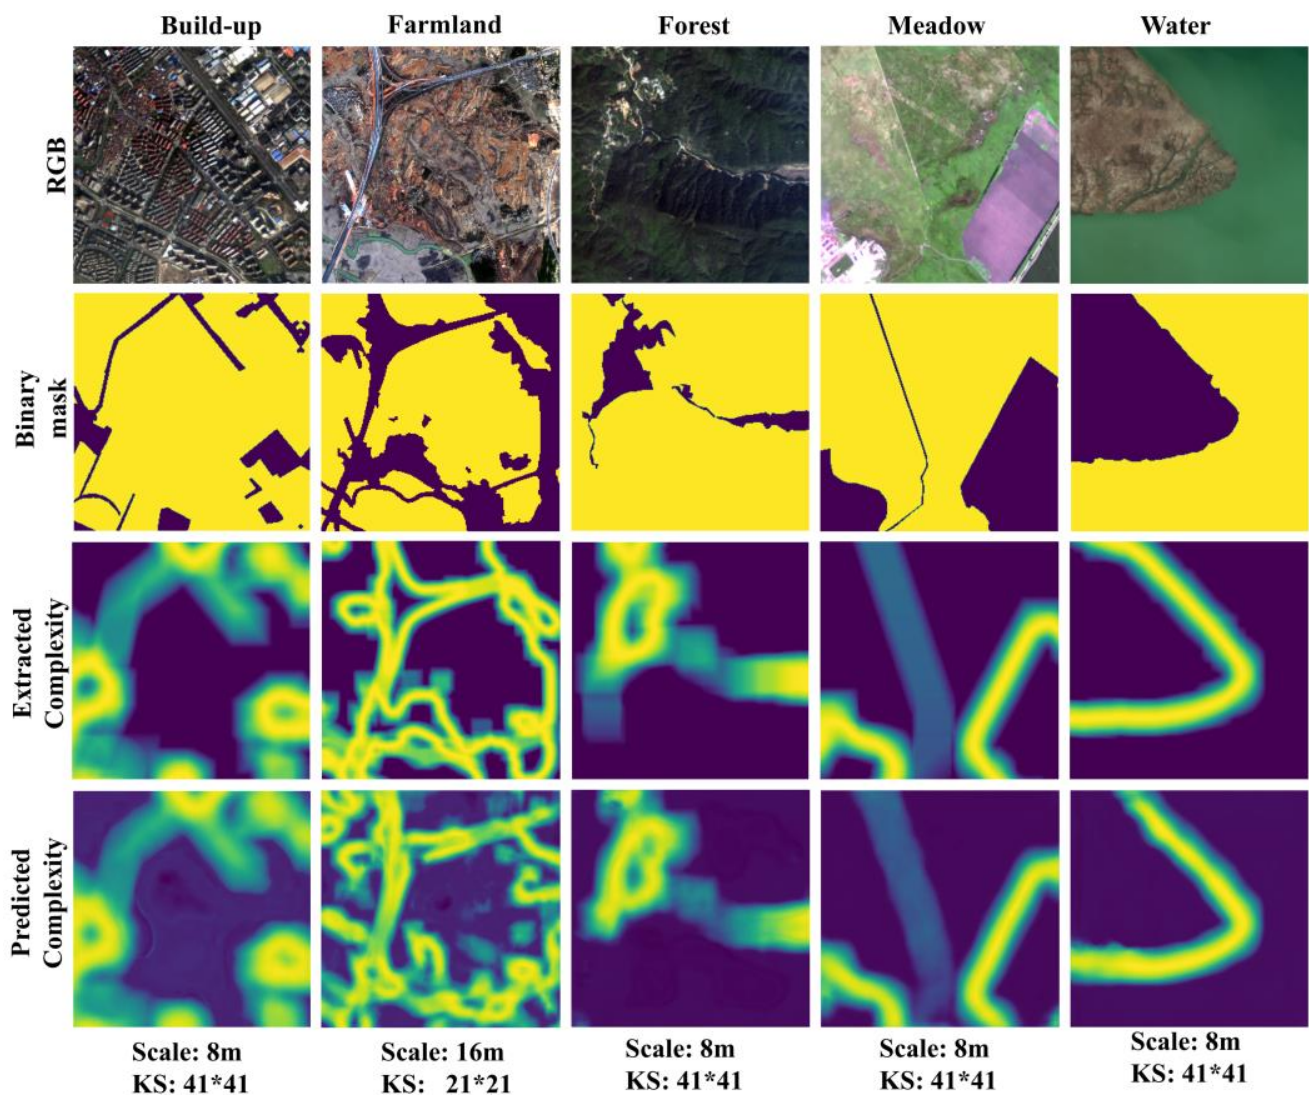 Build-up Farmland Forest Meadow Water
RGB
Binary
mask
Extracted
Complexity
Predicted
Complexity
Scale: 8m Scale: 16m Scale: 8m Scale: 8m Scale: 8m
KS: 41*41 KS: 21*21 KS: 41*41 KS: 41*41 KS: 41*41